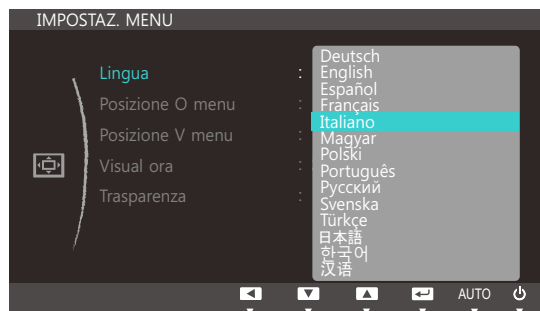 IMPOSTAZ. MENU
Lingua :
Posizione O menu :
Posizione V menu :
Visual ora :
Trasparenza :
Deutsch
English
Español
Français
Italiano
Magyar
Polski
Português
Русский
Svenska
Türkçe
日本語
한국어
汉语
AUTO